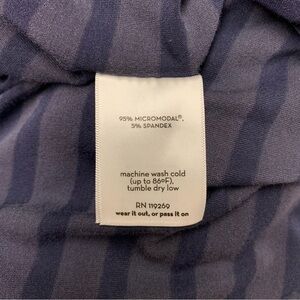 95% MICROMODAL®,
5% SPANDEX
machine wash cold
(up to 86ºF),
tumble dry low
RN 119269
wear it out, or pass it on